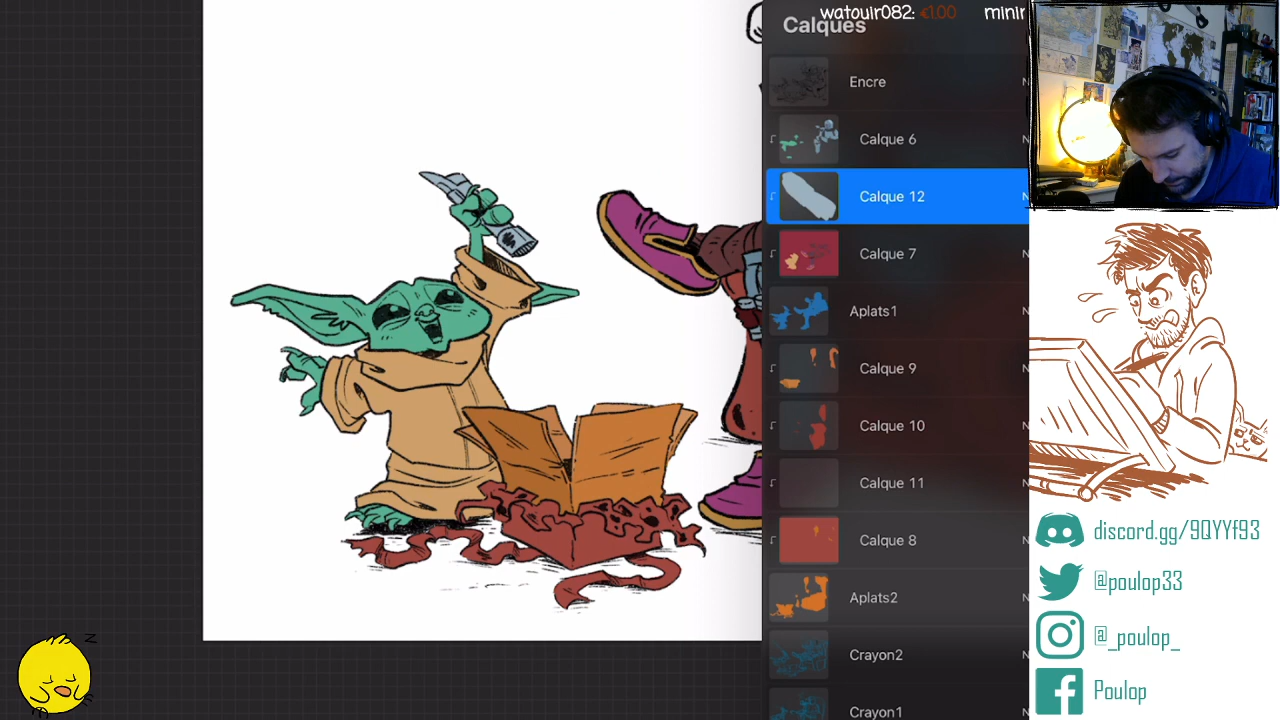 watouir082: €1.00
Calques
Encre
Calque 6
Calque 12
Calque 7
Aplats1
Calque 9
Calque 10
Calque 11
Calque 8
Aplats2
Crayon2
Crayon1
N
N
N
N
N
N
N
N
N
N
N
N
z
discord.gg/9QYYf93
@poulop33
@_poulop_
Poulop